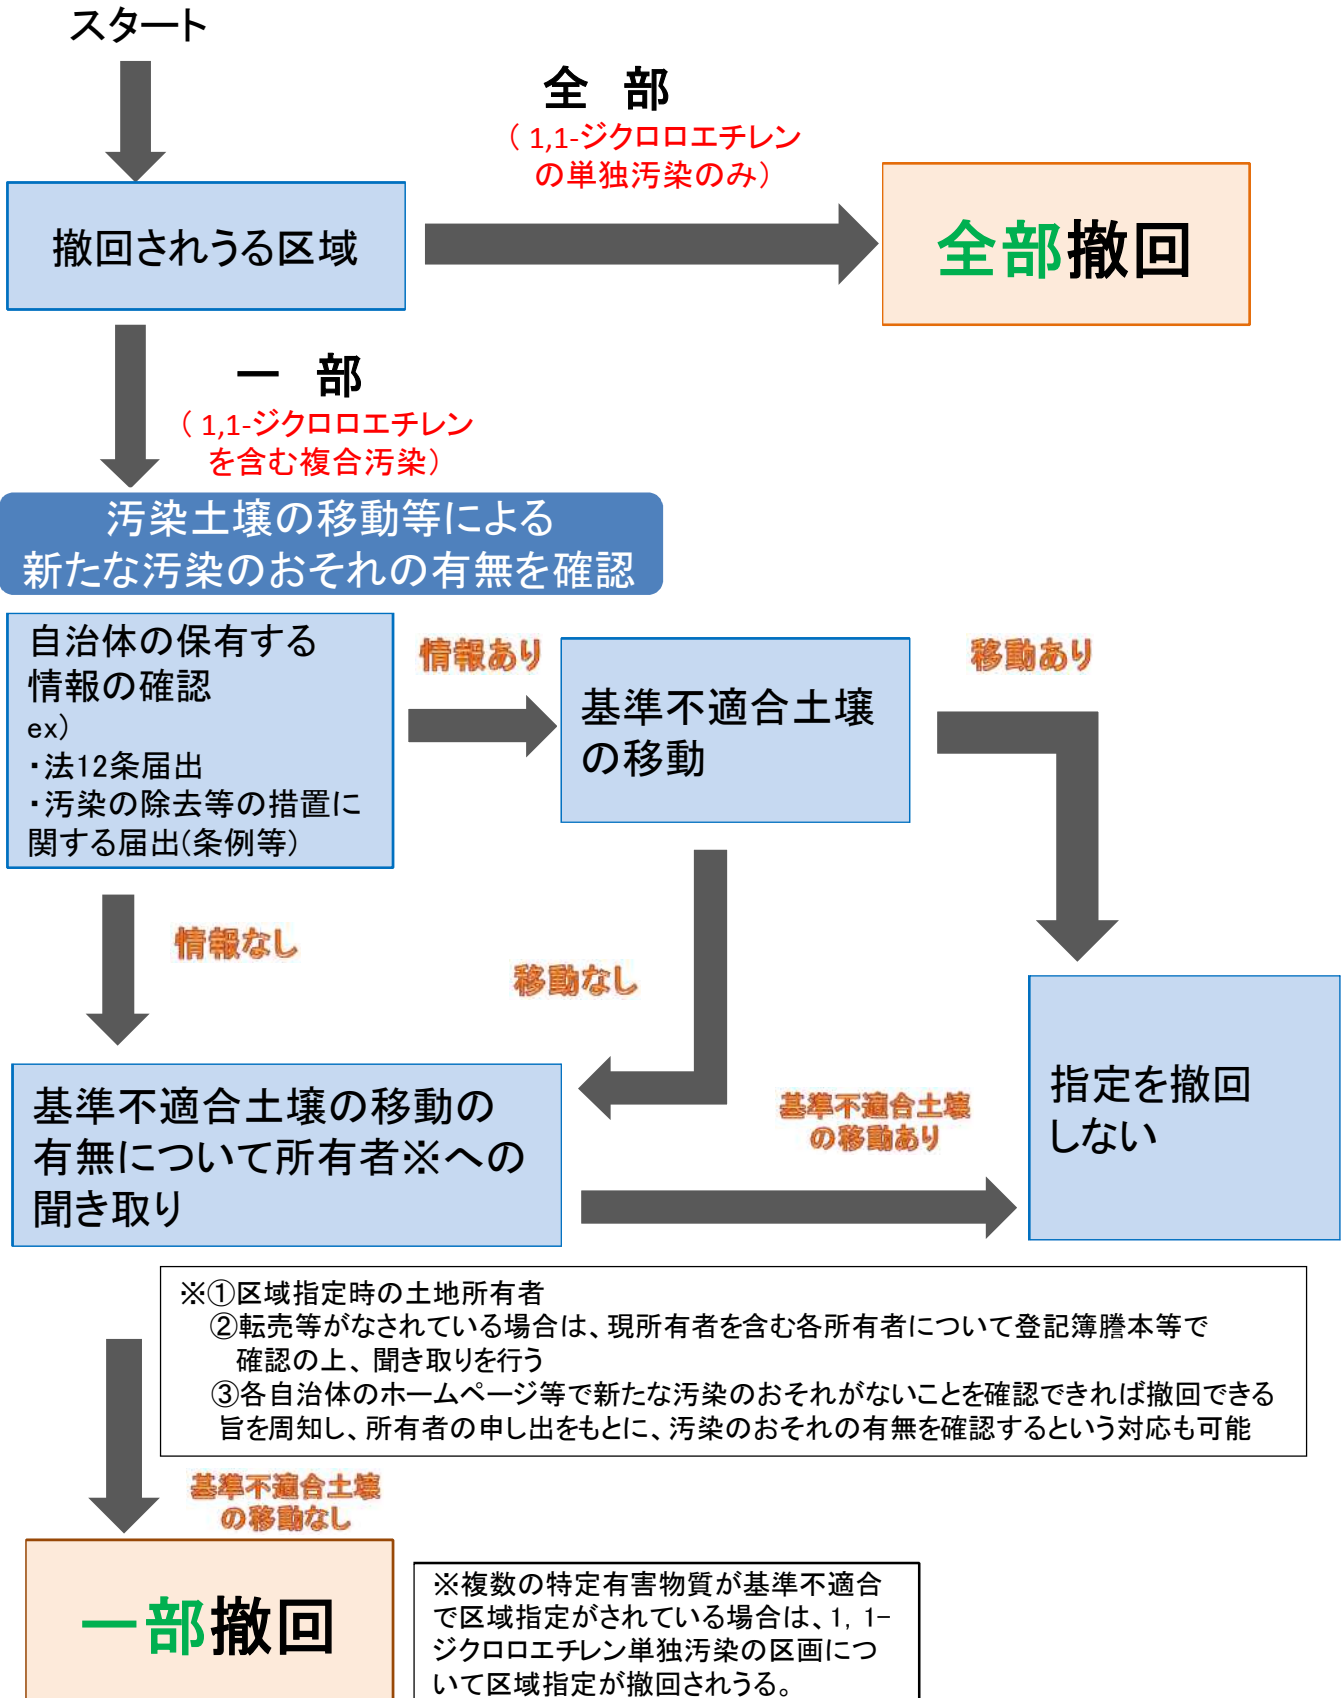 スタート
全 部
（ 1,1-ジクロロエチレン
の単独汚染のみ）
撤回されうる区域
全部撤回
一 部
（ 1,1-ジクロロエチレン
を含む複合汚染）
汚染土壌の移動等による
新たな汚染のおそれの有無を確認
自治体の保有する
情報の確認
ex）
・法12条届出
・汚染の除去等の措置に
関する届出(条例等）
情報あり
基準不適合土壌
の移動
移動あり
情報なし
移動なし
基準不適合土壌の移動の
有無について所有者※への
聞き取り
基準不適合土壌
の移動あり
指定を撤回
しない
※①区域指定時の土地所有者
②転売等がなされている場合は、現所有者を含む各所有者について登記簿謄本等で
確認の上、聞き取りを行う
③各自治体のホームページ等で新たな汚染のおそれがないことを確認できれば撤回できる
旨を周知し、所有者の申し出をもとに、汚染のおそれの有無を確認するという対応も可能
基準不適合土壌
の移動なし
一部撤回
※複数の特定有害物質が基準不適合
で区域指定がされている場合は、1，1-
ジクロロエチレン単独汚染の区画につ
いて区域指定が撤回されうる。